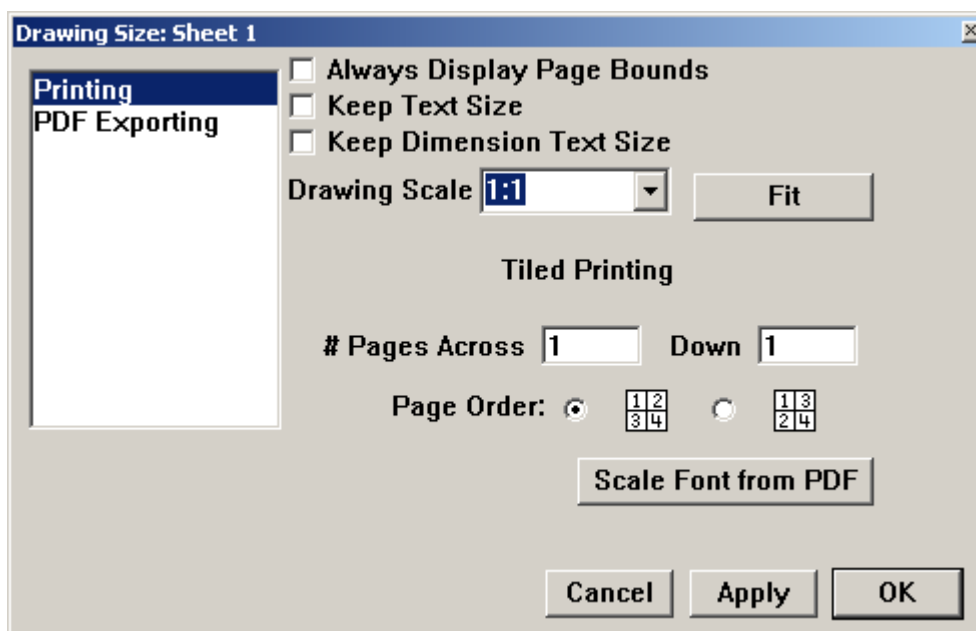 Drawing Size: Sheet 1
Printing
PDF Exporting
Always Display Page Bounds
Keep Text Size
Keep Dimension Text Size
Drawing Scale 1:1 Fit
Tiled Printing
# Pages Across 1 Down 1
Page Order: 1 2 1 3
3 4 2 4
Scale Font from PDF
Cancel Apply OK